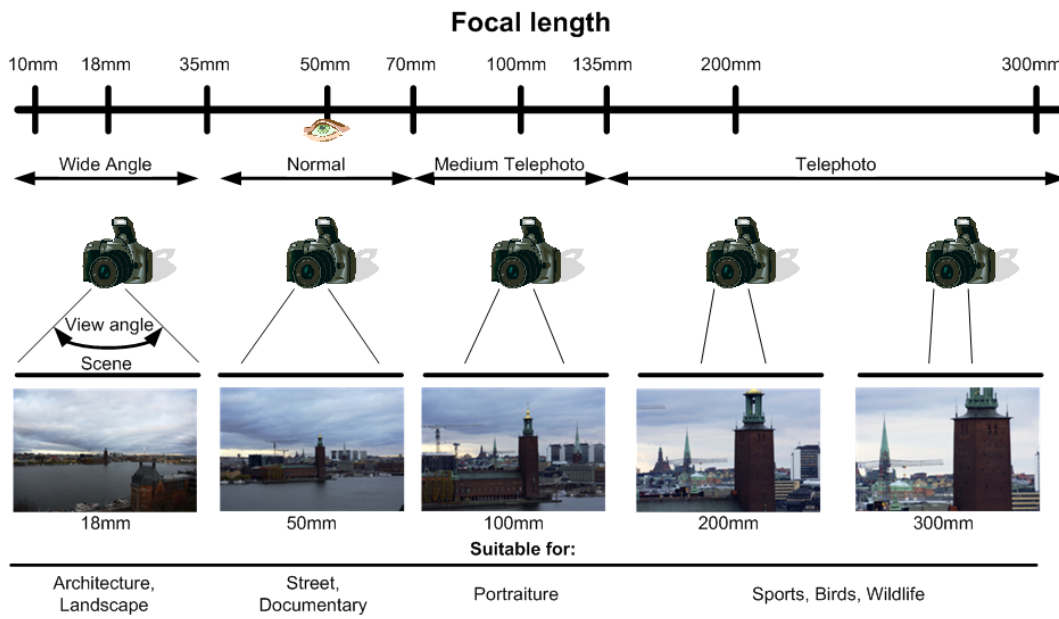 Focal length
10mm 18mm 35mm 50mm 70mm 100mm 135mm 200mm 300mm
Wide Angle Normal Medium Telephoto Telephoto
View angle
Scene
18mm 50mm 100mm 200mm 300mm
Suitable for:
Architecture, Street, Portraiture Sports, Birds, Wildlife
Landscape Documentary